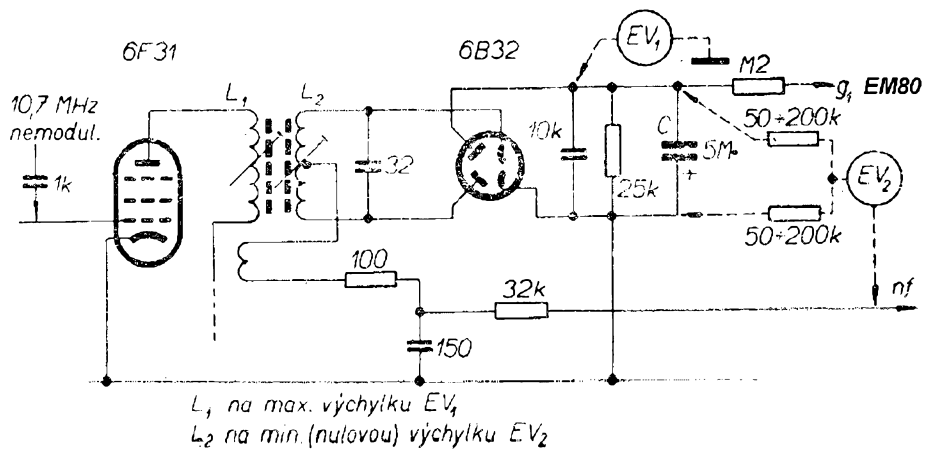 6F31
6B32
EV₁
M2
g₁ EM80
10,7 MHz
nemodul.
L₁
L₂
1k
32
10k
25k
C
5M
+
50÷200k
EV₂
50÷200k
100
32k
nf
150
L₁ na max. výchylku EV₁
L₂ na min.(nulovou) výchylku EV₂